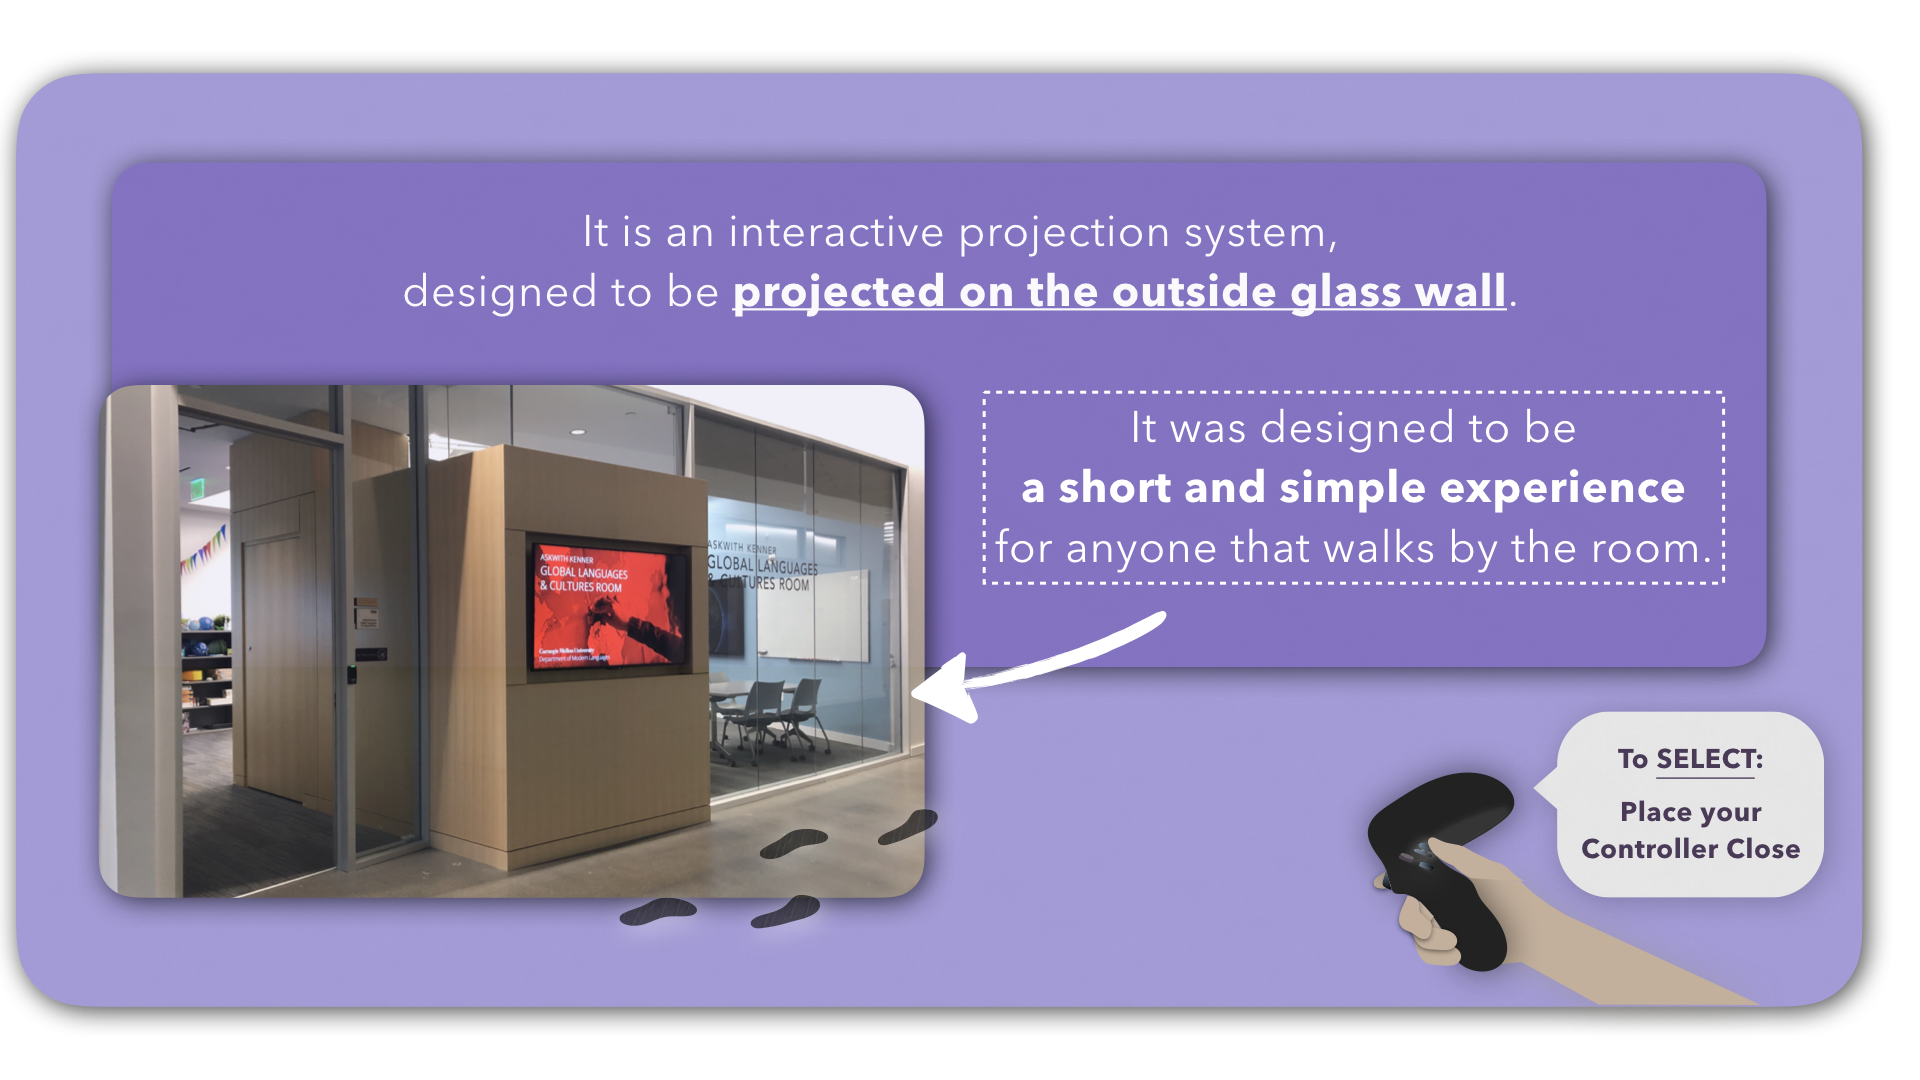 It is an interactive projection system,
designed to be projected on the outside glass wall.
It was designed to be
a short and simple experience
for anyone that walks by the room.
ASKWITH KENNER
GLOBAL LANGUAGES
& CULTURES ROOM
Carnegie Mellon University
Department of Modern Languages
ASKWITH KENNER
GLOBAL LANGUAGES
& CULTURES ROOM
To SELECT:
Place your
Controller Close